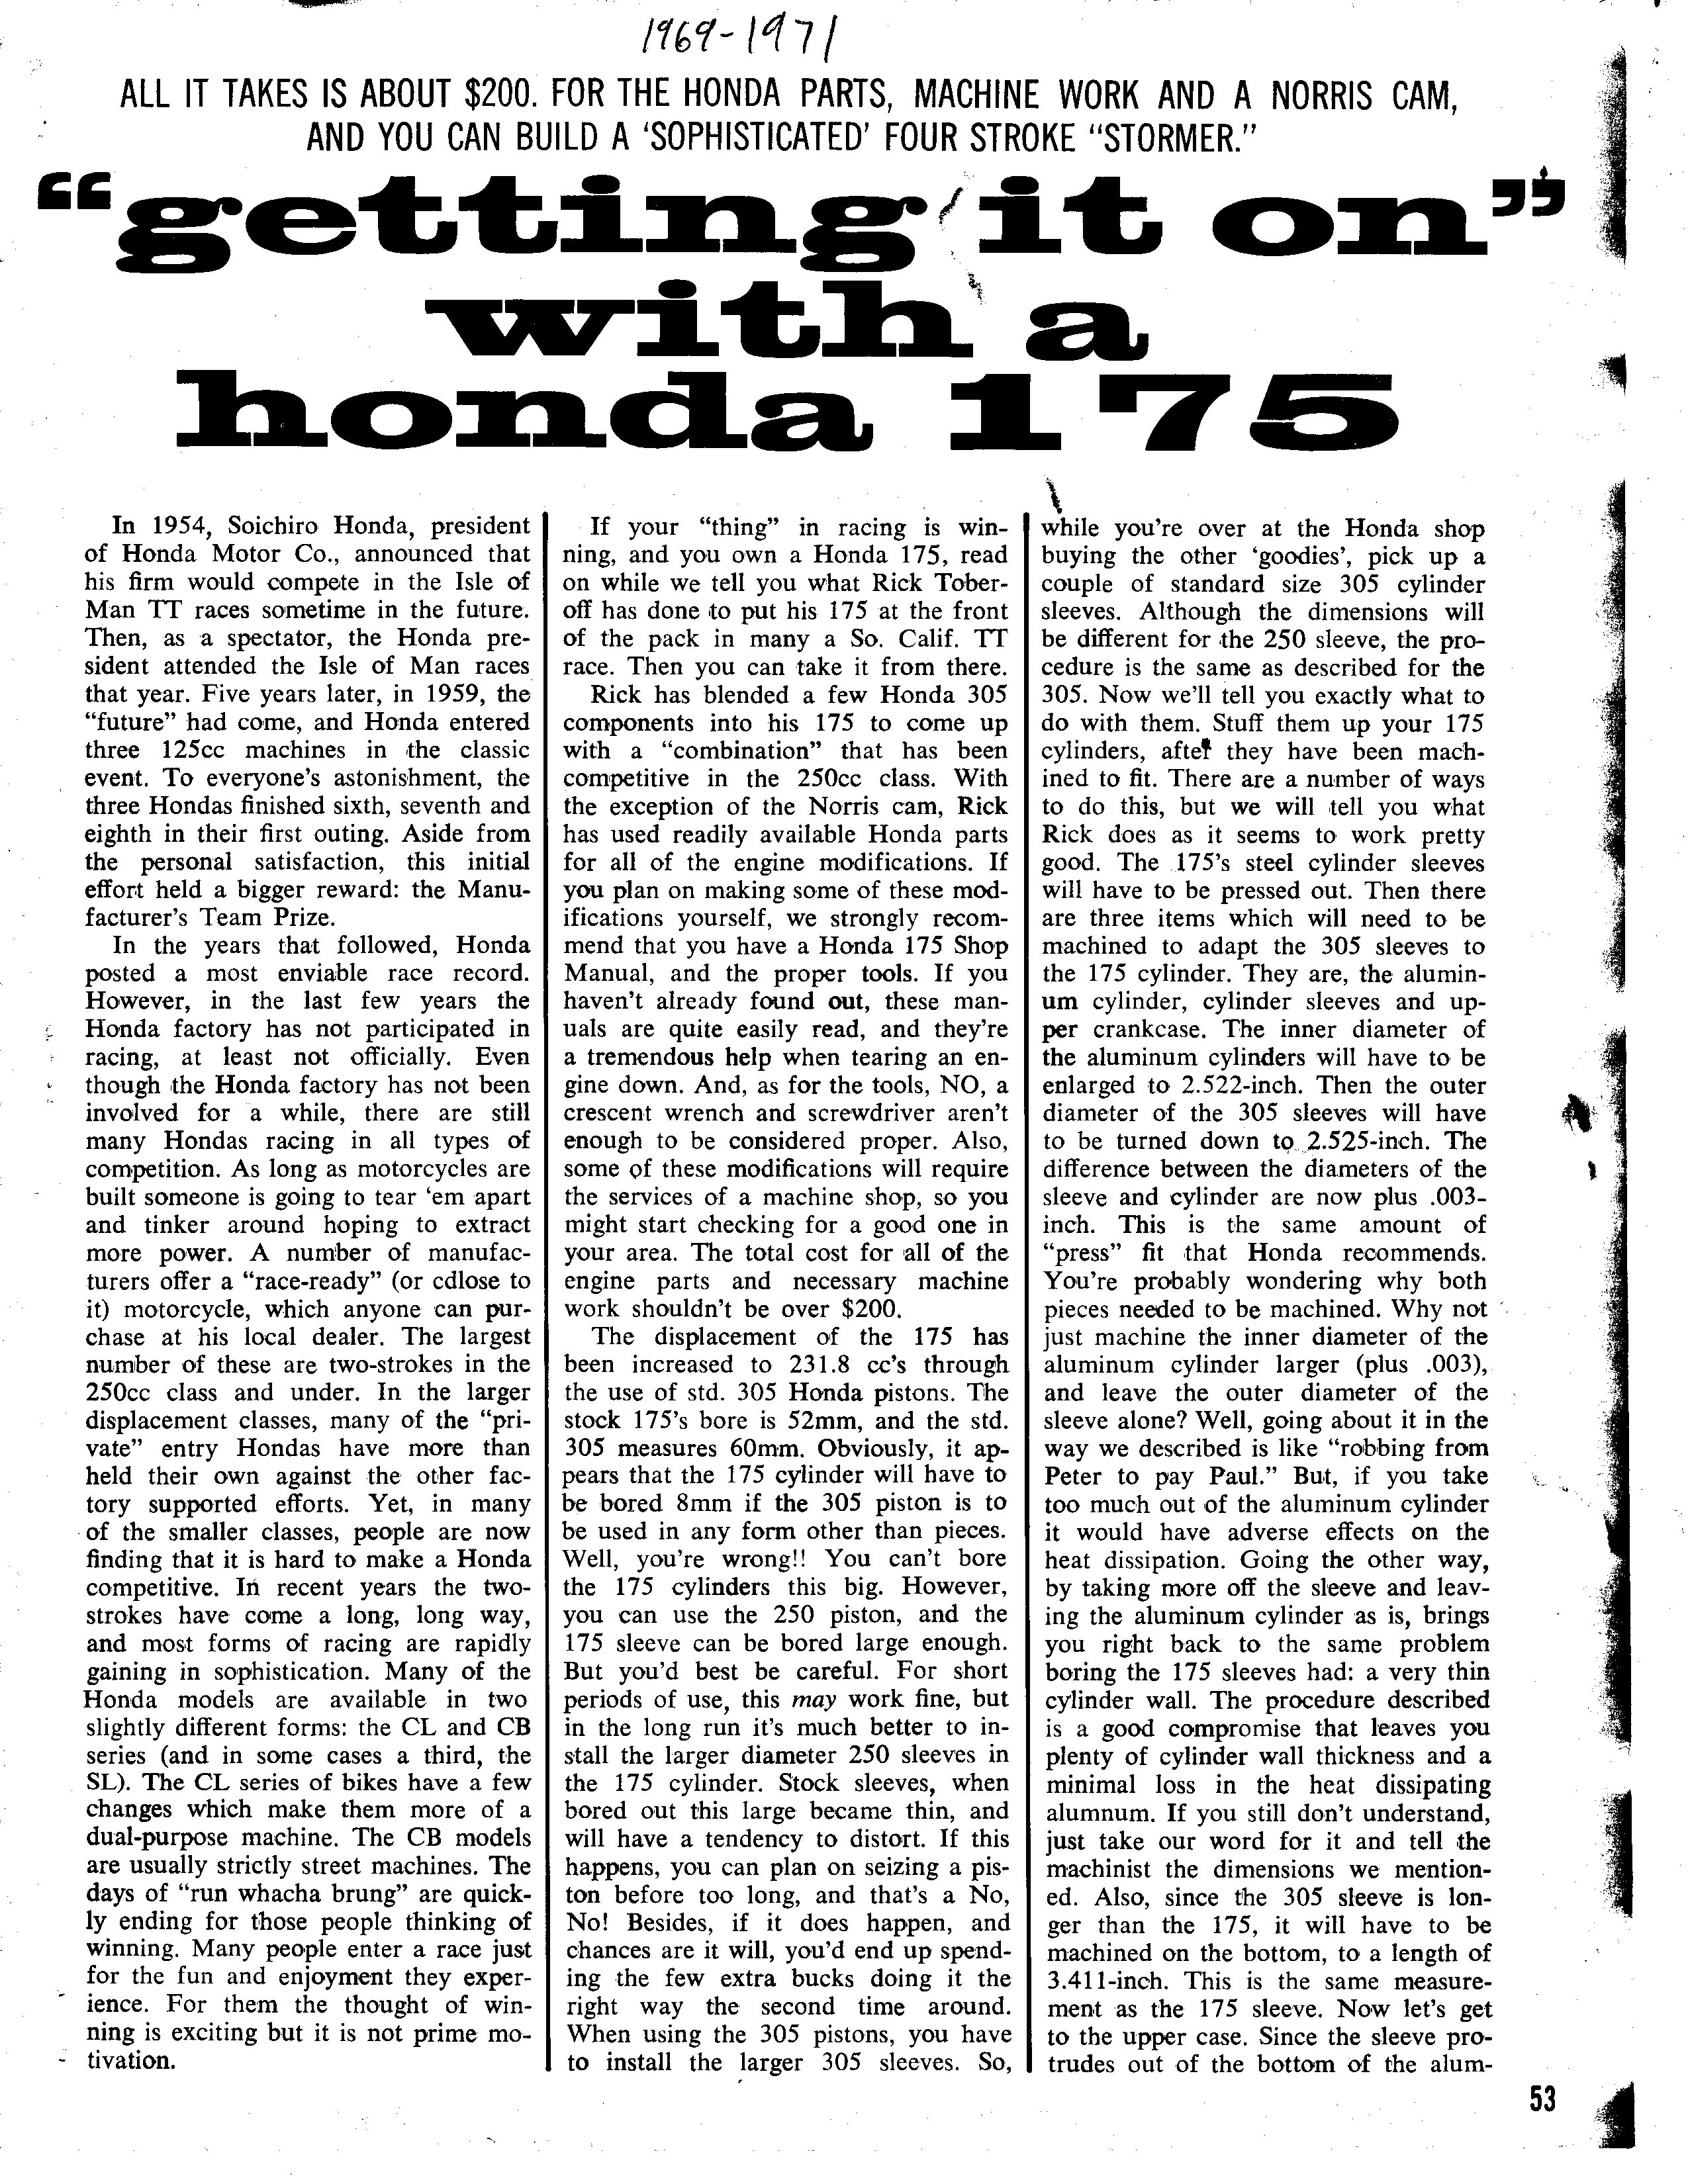 1969-1971
ALL IT TAKES IS ABOUT $200. FOR THE HONDA PARTS, MACHINE WORK AND A NORRIS CAM,
AND YOU CAN BUILD A ‘SOPHISTICATED’ FOUR STROKE “STORMER.”
“getting it on”
with a
honda 175
In 1954, Soichiro Honda, president
of Honda Motor Co., announced that
his firm would compete in the Isle of
Man TT races sometime in the future.
Then, as a spectator, the Honda pre-
sident attended the Isle of Man races
that year. Five years later, in 1959, the
“future” had come, and Honda entered
three 125cc machines in the classic
event. To everyone’s astonishment, the
three Hondas finished sixth, seventh and
eighth in their first outing. Aside from
the personal satisfaction, this initial
effort held a bigger reward: the Manu-
facturer’s Team Prize.
In the years that followed, Honda
posted a most enviable race record.
However, in the last few years the
Honda factory has not participated in
racing, at least not officially. Even
though the Honda factory has not been
involved for a while, there are still
many Hondas racing in all types of
competition. As long as motorcycles are
built someone is going to tear ‘em apart
and tinker around hoping to extract
more power. A number of manufac-
turers offer a “race-ready” (or cdlose to
it) motorcycle, which anyone can pur-
chase at his local dealer. The largest
number of these are two-strokes in the
250cc class and under. In the larger
displacement classes, many of the “pri-
vate” entry Hondas have more than
held their own against the other fac-
tory supported efforts. Yet, in many
of the smaller classes, people are now
finding that it is hard to make a Honda
competitive. In recent years the two-
strokes have come a long, long way,
and most forms of racing are rapidly
gaining in sophistication. Many of the
Honda models are available in two
slightly different forms: the CL and CB
series (and in some cases a third, the
SL). The CL series of bikes have a few
changes which make them more of a
dual-purpose machine. The CB models
are usually strictly street machines. The
days of “run whacha brung” are quick-
ly ending for those people thinking of
winning. Many people enter a race just
for the fun and enjoyment they exper-
ience. For them the thought of win-
ning is exciting but it is not prime mo-
tivation.
If your “thing” in racing is win-
ning, and you own a Honda 175, read
on while we tell you what Rick Tober-
off has done to put his 175 at the front
of the pack in many a So. Calif. TT
race. Then you can take it from there.
Rick has blended a few Honda 305
components into his 175 to come up
with a “combination” that has been
competitive in the 250cc class. With
the exception of the Norris cam, Rick
has used readily available Honda parts
for all of the engine modifications. If
you plan on making some of these mod-
ifications yourself, we strongly recom-
mend that you have a Honda 175 Shop
Manual, and the proper tools. If you
haven’t already found out, these man-
uals are quite easily read, and they’re
a tremendous help when tearing an en-
gine down. And, as for the tools, NO, a
crescent wrench and screwdriver aren’t
enough to be considered proper. Also,
some of these modifications will require
the services of a machine shop, so you
might start checking for a good one in
your area. The total cost for all of the
engine parts and necessary machine
work shouldn’t be over $200.
The displacement of the 175 has
been increased to 231.8 cc’s through
the use of std. 305 Honda pistons. The
stock 175’s bore is 52mm, and the std.
305 measures 60mm. Obviously, it ap-
pears that the 175 cylinder will have to
be bored 8mm if the 305 piston is to
be used in any form other than pieces.
Well, you’re wrong!! You can’t bore
the 175 cylinders this big. However,
you can use the 250 piston, and the
175 sleeve can be bored large enough.
But you’d best be careful. For short
periods of use, this may work fine, but
in the long run it’s much better to in-
stall the larger diameter 250 sleeves in
the 175 cylinder. Stock sleeves, when
bored out this large became thin, and
will have a tendency to distort. If this
happens, you can plan on seizing a pis-
ton before too long, and that’s a No,
No! Besides, if it does happen, and
chances are it will, you’d end up spend-
ing the few extra bucks doing it the
right way the second time around.
When using the 305 pistons, you have
to install the larger 305 sleeves. So,
while you’re over at the Honda shop
buying the other ‘goodies’, pick up a
couple of standard size 305 cylinder
sleeves. Although the dimensions will
be different for the 250 sleeve, the pro-
cedure is the same as described for the
305. Now we’ll tell you exactly what to
do with them. Stuff them up your 175
cylinders, after they have been mach-
ined to fit. There are a number of ways
to do this, but we will tell you what
Rick does as it seems to work pretty
good. The 175’s steel cylinder sleeves
will have to be pressed out. Then there
are three items which will need to be
machined to adapt the 305 sleeves to
the 175 cylinder. They are, the alumin-
um cylinder, cylinder sleeves and up-
per crankcase. The inner diameter of
the aluminum cylinders will have to be
enlarged to 2.522-inch. Then the outer
diameter of the 305 sleeves will have
to be turned down to 2.525-inch. The
difference between the diameters of the
sleeve and cylinder are now plus .003-
inch. This is the same amount of
“press” fit that Honda recommends.
You’re probably wondering why both
pieces needed to be machined. Why not
just machine the inner diameter of the
aluminum cylinder larger (plus .003),
and leave the outer diameter of the
sleeve alone? Well, going about it in the
way we described is like “robbing from
Peter to pay Paul.” But, if you take
too much out of the aluminum cylinder
it would have adverse effects on the
heat dissipation. Going the other way,
by taking more off the sleeve and leav-
ing the aluminum cylinder as is, brings
you right back to the same problem
boring the 175 sleeves had: a very thin
cylinder wall. The procedure described
is a good compromise that leaves you
plenty of cylinder wall thickness and a
minimal loss in the heat dissipating
alumnum. If you still don’t understand,
just take our word for it and tell the
machinist the dimensions we mention-
ed. Also, since the 305 sleeve is lon-
ger than the 175, it will have to be
machined on the bottom, to a length of
3.411-inch. This is the same measure-
ment as the 175 sleeve. Now let’s get
to the upper case. Since the sleeve pro-
trudes out of the bottom of the alum-
53